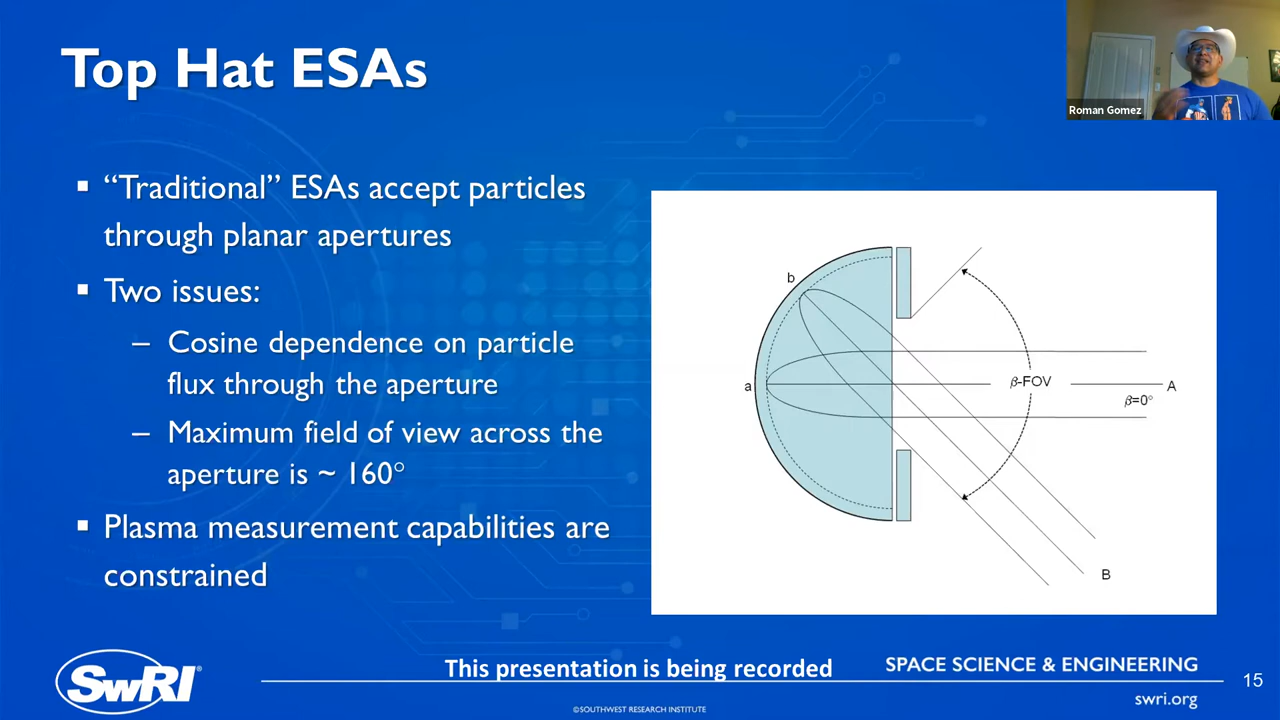 Top Hat ESAs
Roman Gomez
▪ “Traditional” ESAs accept particles
through planar apertures
▪ Two issues:
– Cosine dependence on particle
flux through the aperture
– Maximum field of view across the
aperture is ~ 160°
▪ Plasma measurement capabilities are
constrained
b
a
β-FOV
A
β=0°
B
SwRI®
This presentation is being recorded
SPACE SCIENCE & ENGINEERING
15
swri.org
©SOUTHWEST RESEARCH INSTITUTE